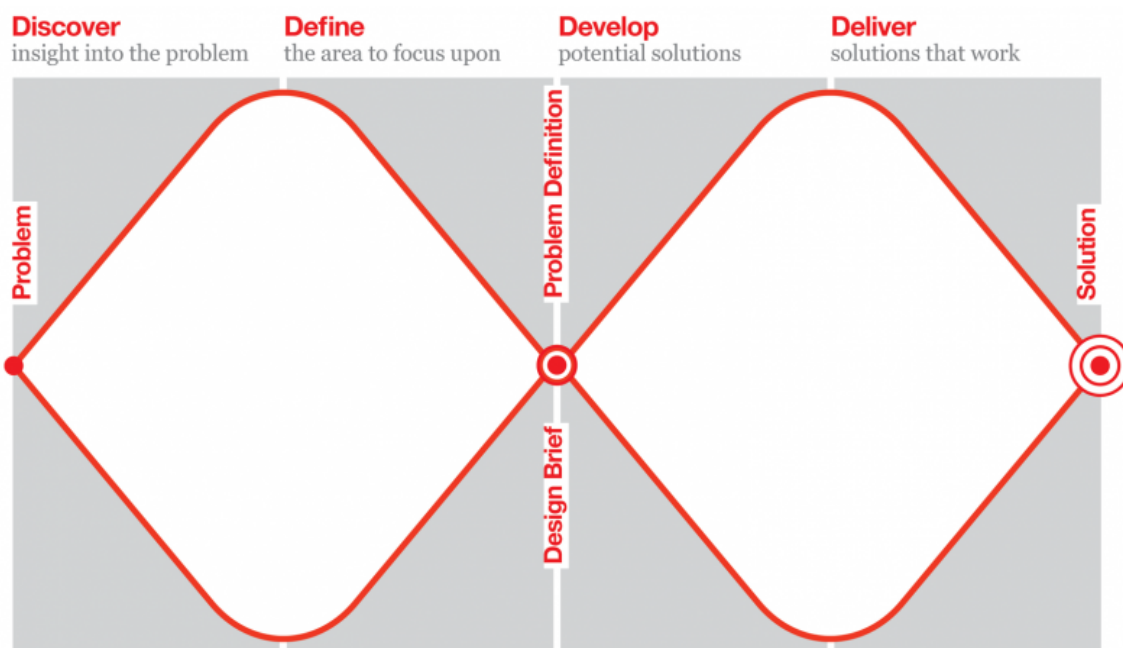 Discover
insight into the problem
Define
the area to focus upon
Develop
potential solutions
Deliver
solutions that work
Problem
Problem Definition
Design Brief
Solution